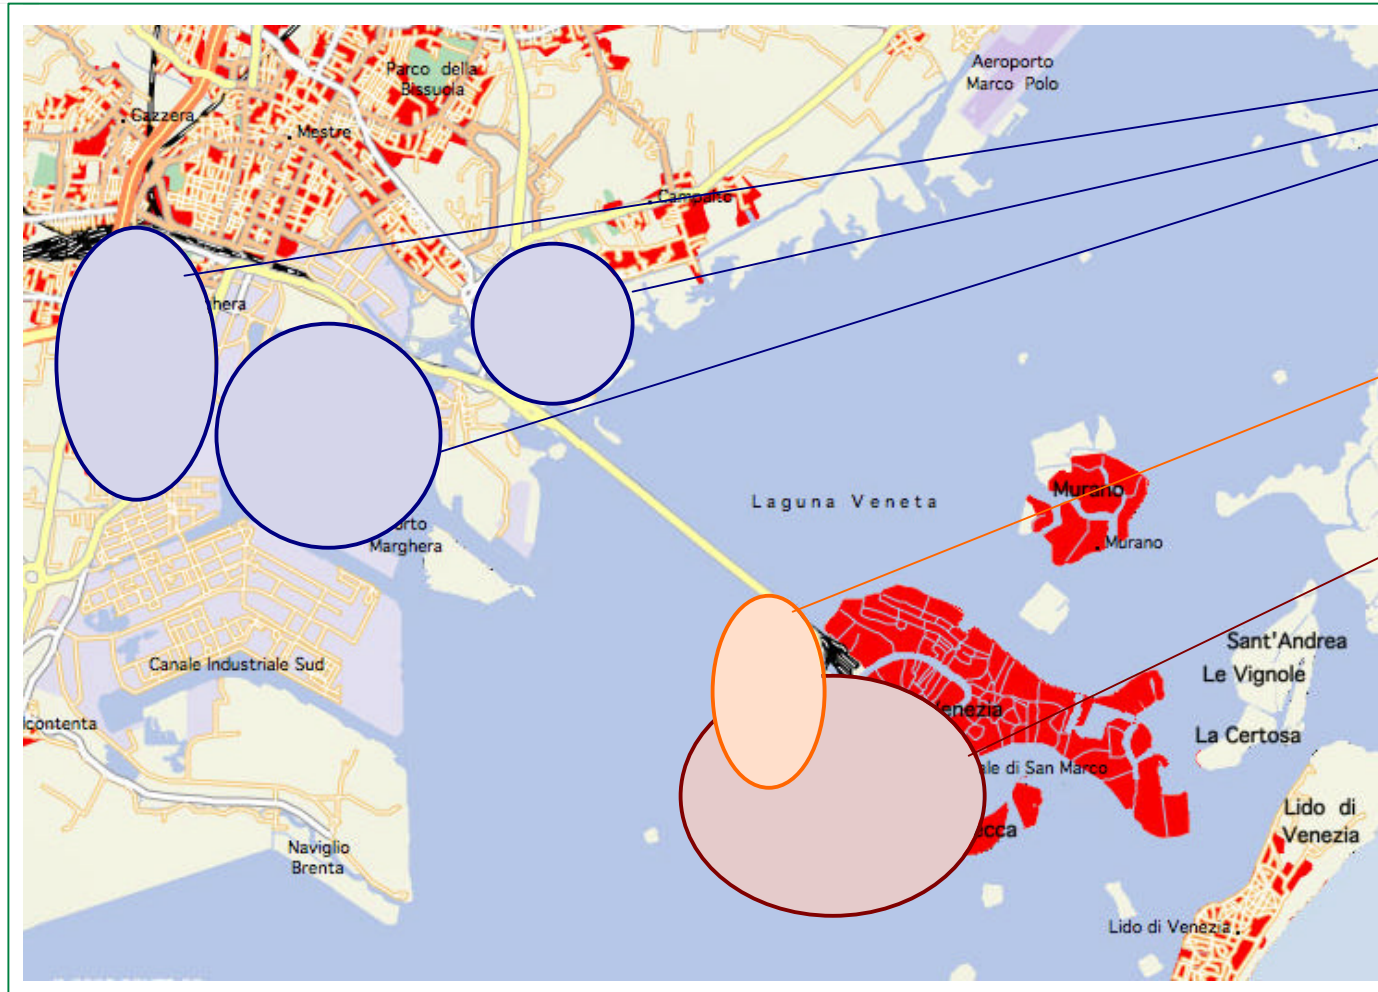 Aeroporto
Marco Polo
Parco della
Bissuola
Gazzera
Mestre
Campalto
hera
Laguna Veneta
Murano
Murano
orto
Marghera
Canale Industriale Sud
lcontenta
Sant'Andrea
Le Vignole
La Certosa
Venezia
ale di San Marco
Lido di
Venezia
ecca
Naviglio
Brenta
Lido di Venezia